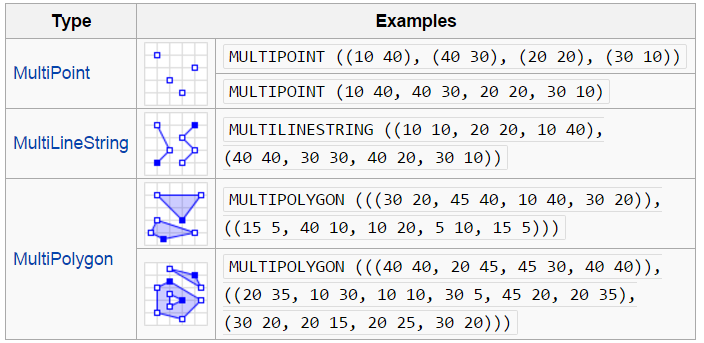 Type Examples
MultiPoint
MULTIPOINT ((10 40), (40 30), (20 20), (30 10))
MULTIPOINT (10 40, 40 30, 20 20, 30 10)
MultiLineString
MULTILINESTRING ((10 10, 20 20, 10 40),
(40 40, 30 30, 40 20, 30 10))
MultiPolygon
MULTIPOLYGON (((30 20, 45 40, 10 40, 30 20)),
((15 5, 40 10, 10 20, 5 10, 15 5)))
MULTIPOLYGON (((40 40, 20 45, 45 30, 40 40)),
((20 35, 10 30, 10 10, 30 5, 45 20, 20 35),
(30 20, 20 15, 20 25, 30 20)))